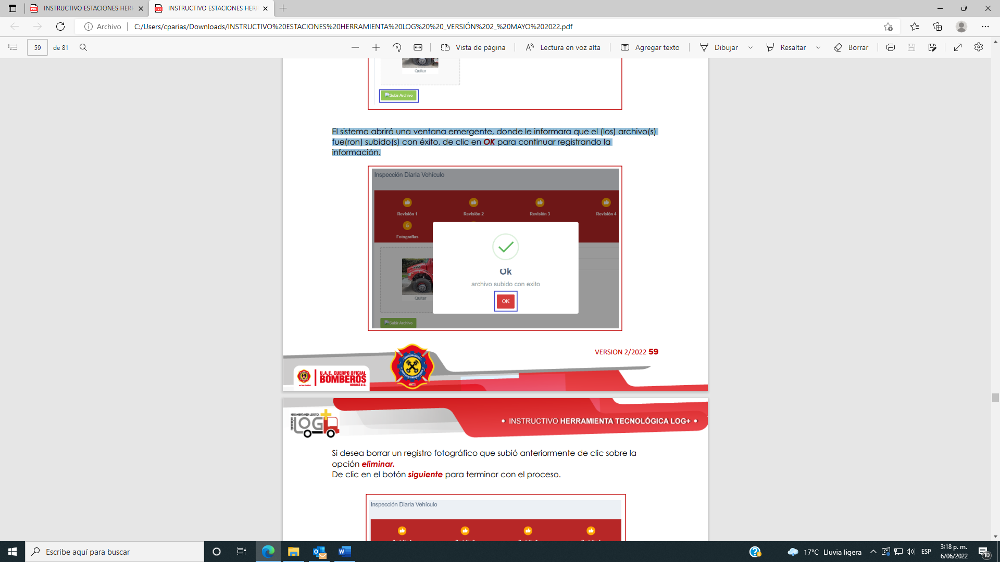 INSTRUCTIVO ESTACIONES HERR
INSTRUCTIVO ESTACIONES HERR
Archivo
C:/Users/cparias/Downloads/INSTRUCTIVO%20ESTACIONES%20HERRAMIENTA%20LOG%20%20_VERSIÓN%202_%20MAYO%202022.pdf
59 de 81
Vista de página
Lectura en voz alta
Agregar texto
Dibujar
Resaltar
Borrar
Quitar
Subir Archivo
El sistema abrirá una ventana emergente, donde le informara que el (los) archivo(s)
fue(ron) subido(s) con éxito, de clic en OK para continuar registrando la
información.
Inspección Diaria Vehículo
Revisión 1
Revisión 2
Revisión 3
Revisión 4
5
Fotografías
Ok
archivo subido con exito
OK
Quitar
Subir Archivo
VERSION 2/2022 59
U.A.E. CUERPO OFICIAL
BOMBEROS
BOGOTÁ D.C.
HERRAMIENTA MESA LOGÍSTICA
LOG
• INSTRUCTIVO HERRAMIENTA TECNOLÓGICA LOG+ •
Si desea borrar un registro fotográfico que subió anteriormente de clic sobre la
opción eliminar.
De clic en el botón siguiente para terminar con el proceso.
Inspección Diaria Vehículo
Escribe aquí para buscar
17°C Lluvia ligera
ESP
3:18 p. m.
6/06/2022
10